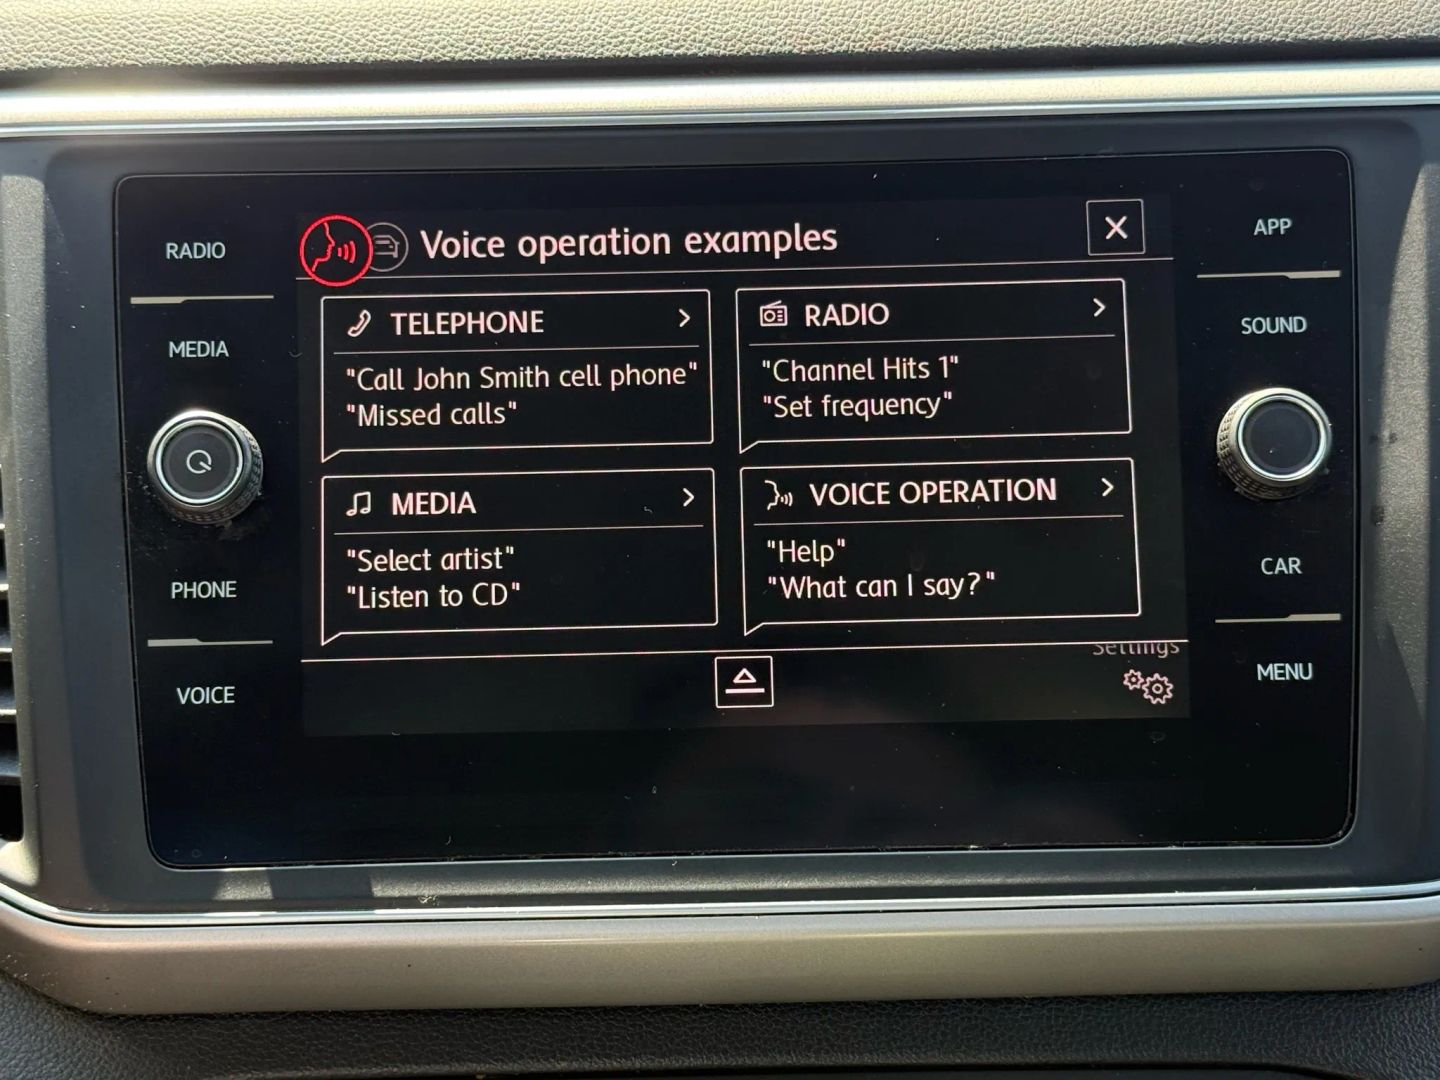 Voice operation examples
RADIO
MEDIA
PHONE
VOICE
TELEPHONE
"Call John Smith cell phone"
"Missed calls"
RADIO
"Channel Hits 1"
"Set frequency"
MEDIA
"Select artist"
"Listen to CD"
VOICE OPERATION
"Help"
"What can I say?"
Settings
APP
SOUND
CAR
MENU